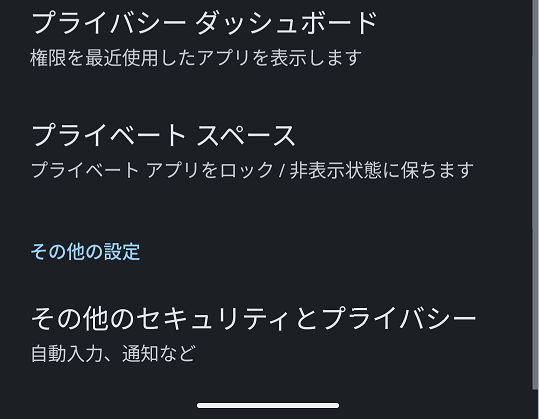 プライバシー ダッシュボード
権限を最近使用したアプリを表示します
プライベート スペース
プライベート アプリをロック / 非表示状態に保ちます
その他の設定
その他のセキュリティとプライバシー
自動入力、通知など